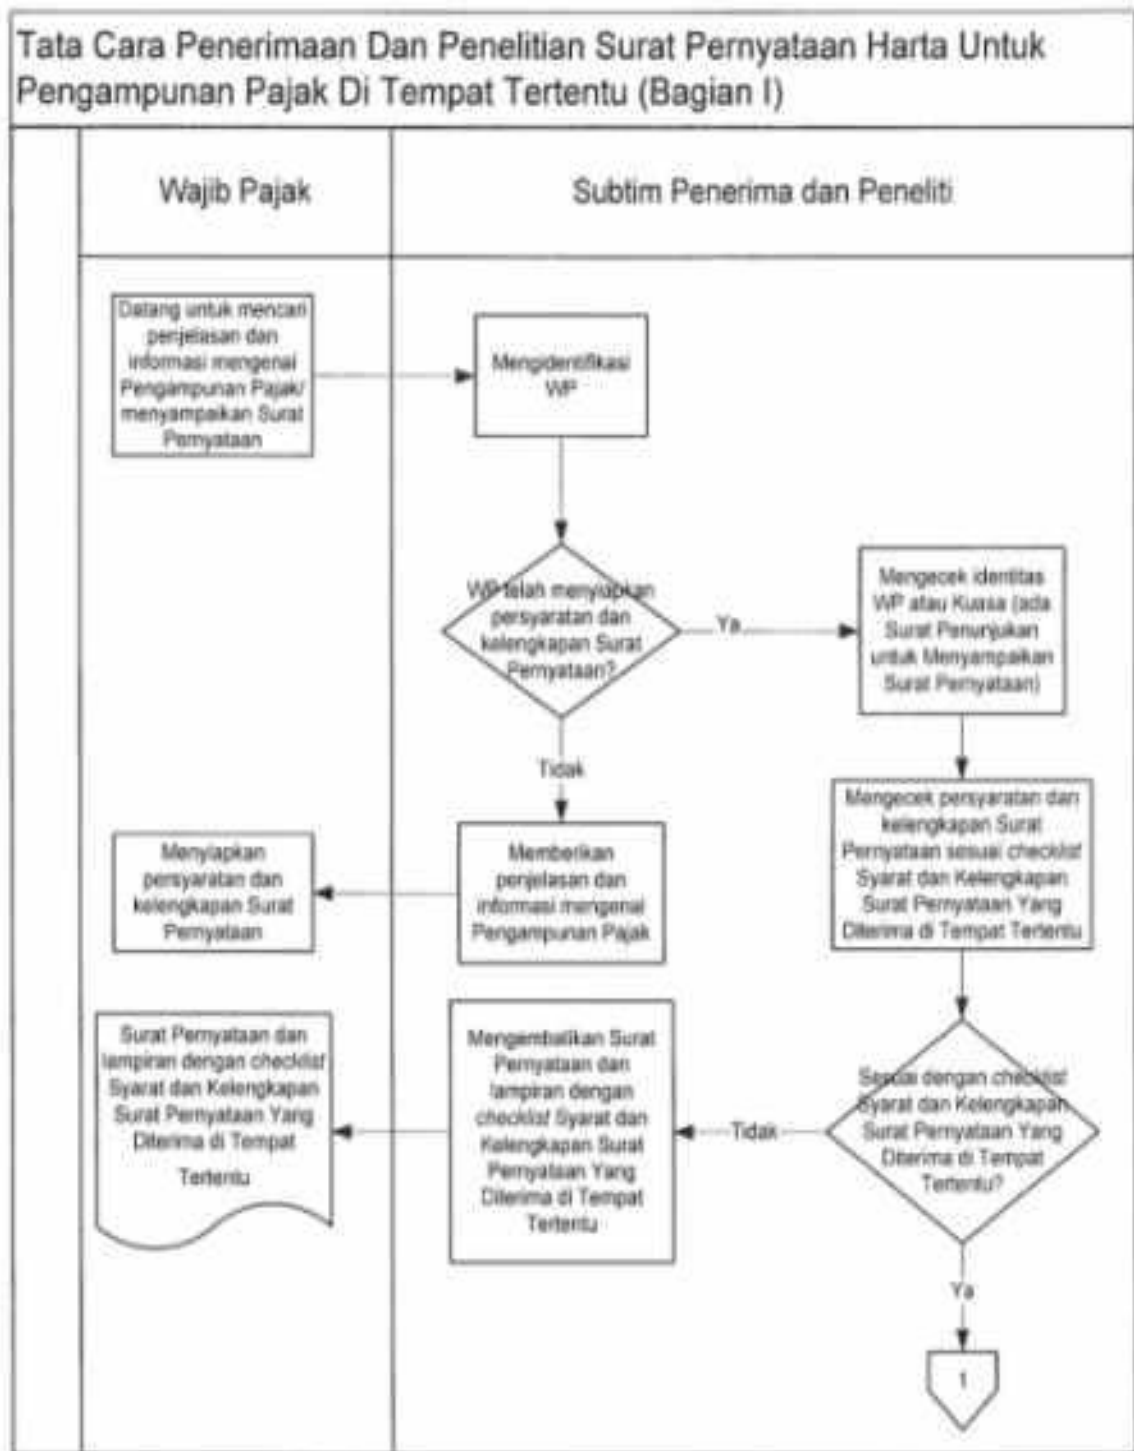 Tata Cara Penerimaan Dan Penelitian Surat Pernyataan Harta Untuk
Pengampunan Pajak Di Tempat Tertentu (Bagian I)
Wajib Pajak
Subtim Penerima dan Peneliti
Datang untuk mencari
penjelasan dan
informasi mengenai
Pengampunan Pajak/
menyampaikan Surat
Pernyataan
Mengidentifikasi
WP
WP telah menyiapkan
persyaratan dan
kelengkapan Surat
Pernyataan?
Ya
Mengecek identitas
WP atau Kuasa (ada
Surat Penunjukan
untuk Menyampaikan
Surat Pernyataan)
Tidak
Mengecek persyaratan dan
kelengkapan Surat
Pernyataan sesuai checklist
Syarat dan Kelengkapan
Surat Pernyataan Yang
Diterima di Tempat Tertentu
Memberikan
penjelasan dan
informasi mengenai
Pengampunan Pajak
Menyiapkan
persyaratan dan
kelengkapan Surat
Pernyataan
Sesuai dengan checklist
Syarat dan Kelengkapan
Surat Pernyataan Yang
Diterima di Tempat
Tertentu?
Tidak
Mengembalikan Surat
Pernyataan dan
lampiran dengan
checklist Syarat dan
Kelengkapan Surat
Pernyataan Yang
Diterima di Tempat
Tertentu
Surat Pernyataan dan
lampiran dengan checklist
Syarat dan Kelengkapan
Surat Pernyataan Yang
Diterima di Tempat
Tertentu
Ya
1